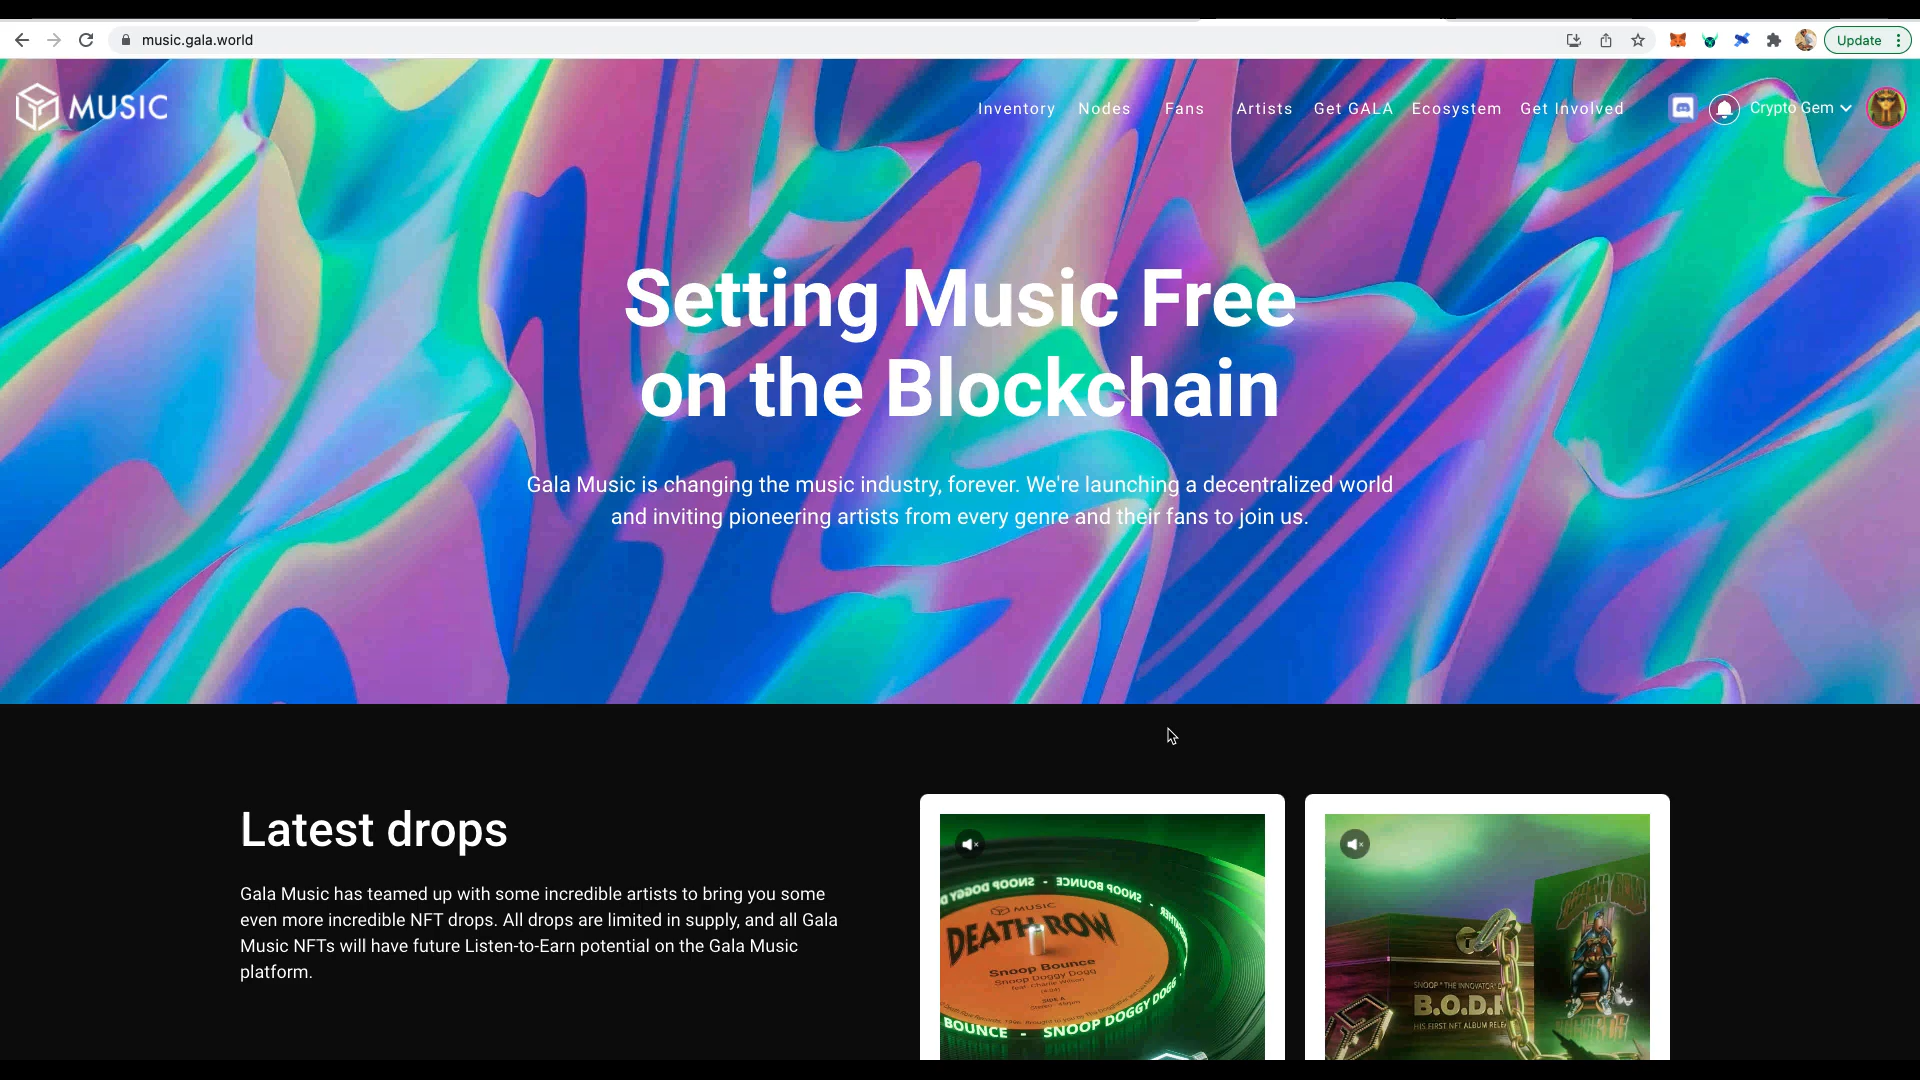 music.gala.world
Update
MUSIC
Inventory Nodes Fans Artists Get GALA Ecosystem Get Involved
Crypto Gem
Setting Music Free
on the Blockchain
Gala Music is changing the music industry, forever. We're launching a decentralized world
and inviting pioneering artists from every genre and their fans to join us.
Latest drops
Gala Music has teamed up with some incredible artists to bring you some
even more incredible NFT drops. All drops are limited in supply, and all Gala
Music NFTs will have future Listen-to-Earn potential on the Gala Music
platform.
SNOOP BOUNCE
MUSIC
DEATH ROW
Snoop Bounce
Snoop Doggy Dogg
feat. Charlie Wilson
BOUNCE - SNOOP DOGGY DOGG
SNOOP "THE INNOVATOR"
B.O.D.R
HIS FIRST NFT ALBUM RELEA